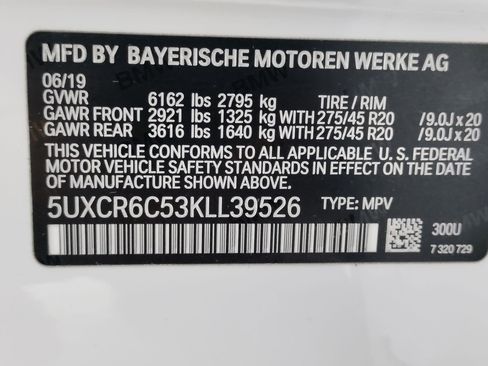 MFD BY BAYERISCHE MOTOREN WERKE AG
06/19
GVWR 6162 lbs 2795 kg TIRE / RIM
GAWR FRONT 2921 lbs 1325 kg WITH 275/45 R20 /9.0J x 20
GAWR REAR 3616 lbs 1640 kg WITH 275/45 R20 /9.0J x 20
THIS VEHICLE CONFORMS TO ALL APPLICABLE U. S. FEDERAL
MOTOR VEHICLE SAFETY STANDARDS IN EFFECT ON THE
DATE OF MANUFACTURE SHOWN ABOVE.
5UXCR6C53KLL39526 TYPE: MPV
300U
7 320 729